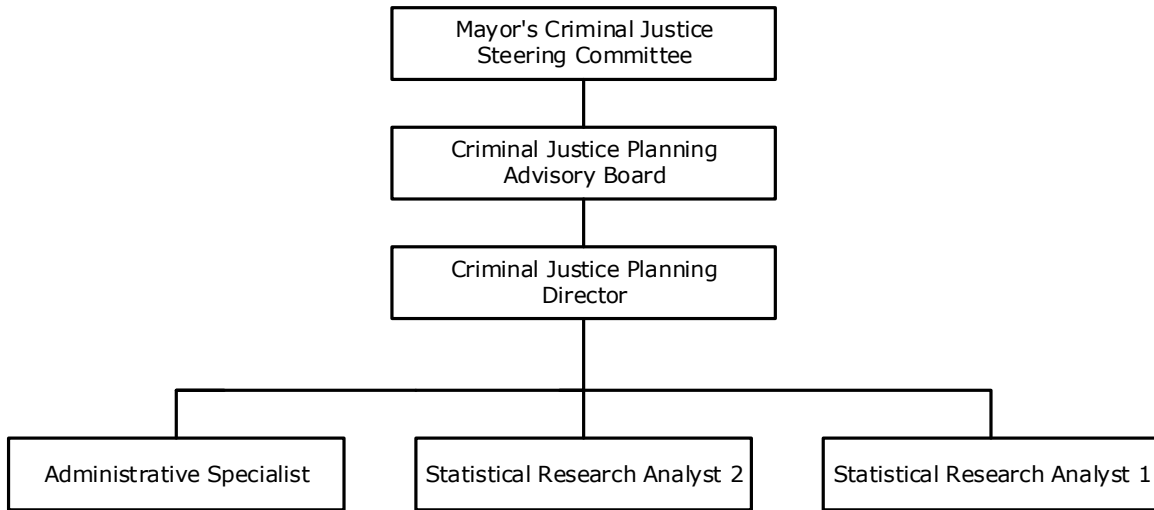 Mayor's Criminal Justice
Steering Committee
Criminal Justice Planning
Advisory Board
Criminal Justice Planning
Director
Administrative Specialist
Statistical Research Analyst 2
Statistical Research Analyst 1